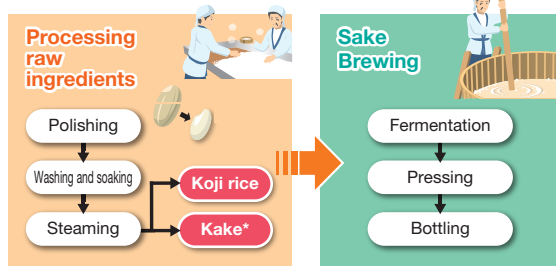 Processing
raw
ingredients
Polishing
Washing and soaking
Steaming
Koji rice
Kake*
Sake
Brewing
Fermentation
Pressing
Bottling